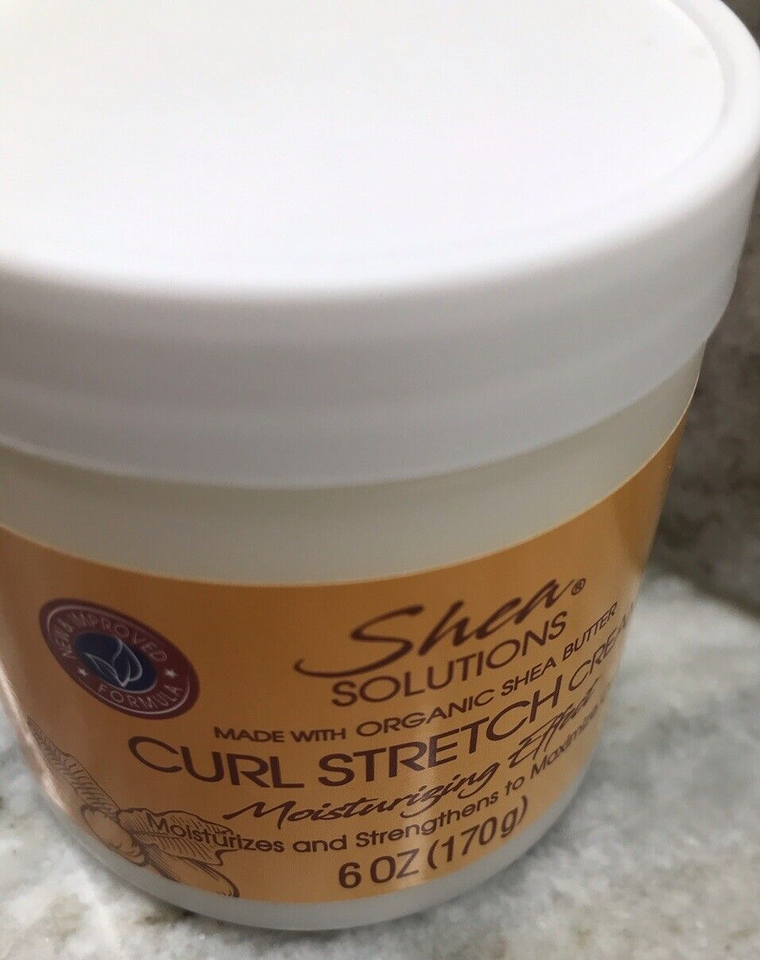 NEW & IMPROVED
FORMULA
Shea®
SOLUTIONS
MADE WITH ORGANIC SHEA BUTTER
CURL STRETCH CREA
Moisturizing Effect
Moisturizes and Strengthens to Maximize
6 OZ (170g)